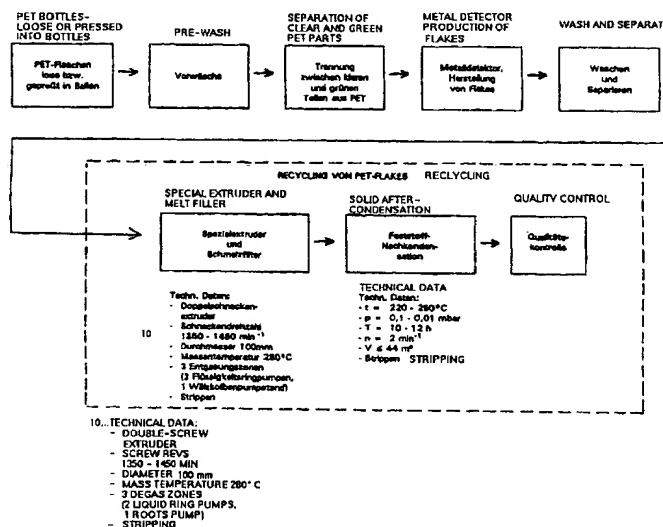 PET BOTTLES-
LOOSE OR PRESSED
INTO BOTTLES
PET-Flaschen
lose bzw.
gepreßt in Ballen
PRE-WASH
Vorwäsche
SEPARATION OF
CLEAR AND GREEN
PET PARTS
Trennung
zwischen klaren
und grünen
Teilen aus PET
METAL DETECTOR
PRODUCTION OF
FLAKES
Metalldetektor,
Herstellung
von Flakes
WASH AND SEPARAT
Waschen
und
Separieren
RECYCLING VON PET-FLAKES RECLYCLING
SPECIAL EXTRUDER AND
MELT FILLER
Spezialextruder
und
Schmelzfilter
SOLID AFTER-
CONDENSATION
Feststoff-
Nachkonden-
sation
QUALITY CONTROL
Qualitäts-
kontrolle
10
Techn. Daten:
- Doppelschnecken-
extruder
- Schneckendrehzahl
1350 - 1450 min⁻¹
- Durchmesser 100mm
- Massentemperatur 280°C
- 3 Entgasungszonen
(2 Flüssigkeitsringpumpen,
1 Wälzkolbenpumpstand)
- Strippen
TECHNICAL DATA
Techn. Daten:
- t = 220 - 260°C
- p = 0,1 - 0,01 mbar
- T = 10 - 12 h
- n = 2 min⁻¹
- V ≤ 44 m³
- Strippen STRIPPING
10...TECHNICAL DATA:
- DOUBLE-SCREW
EXTRUDER
- SCREW REVS
1350 - 1450 MIN
- DIAMETER 100 mm
- MASS TEMPERATURE 280° C
- 3 DEGAS ZONES
(2 LIQUID RING PUMPS,
1 ROOTS PUMP)
- STRIPPING